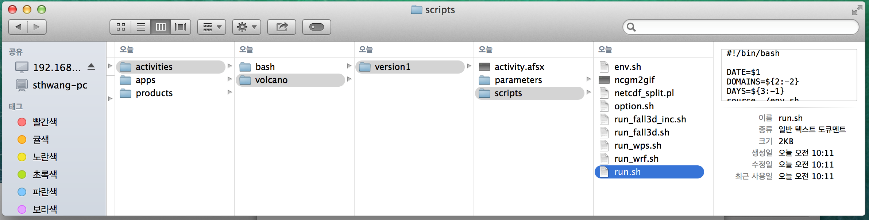 scripts
공유
192.168...
sthwang-pc
태그
빨간색
귤색
노란색
초록색
파란색
보라색
오늘
activities
apps
products
오늘
bash
volcano
오늘
version1
오늘
activity.afsx
parameters
scripts
오늘
env.sh
ncgm2gif
netcdf_split.pl
option.sh
run_fall3d_inc.sh
run_fall3d.sh
run_wps.sh
run_wrf.sh
run.sh
#!/bin/bash
DATE=$1
DOMAINS=${2:-2}
DAYS=${3:-1}
source ./env.sh
이름 run.sh
종류 일반 텍스트 도큐멘트
크기 2KB
생성일 오늘 오전 10:11
수정일 오늘 오전 10:11
최근 사용일 오늘 오전 10:11